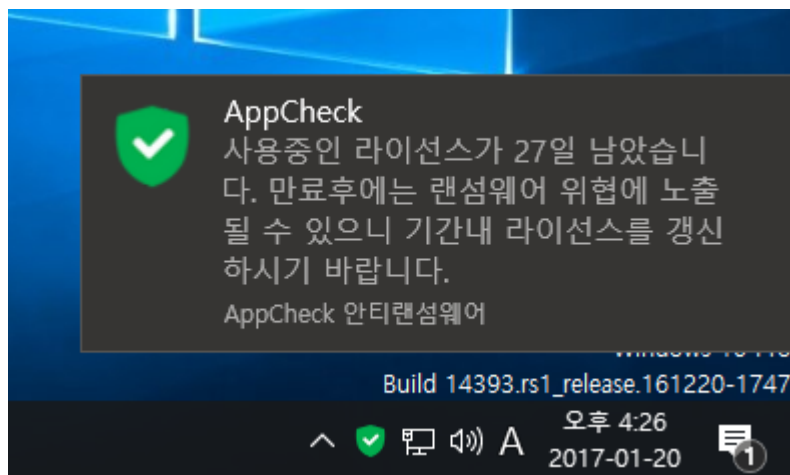 AppCheck
사용중인 라이선스가 27일 남았습니
다. 만료후에는 랜섬웨어 위협에 노출
될 수 있으니 기간내 라이선스를 갱신
하시기 바랍니다.
AppCheck 안티랜섬웨어
Build 14393.rs1_release.161220-1747
A
오후 4:26
2017-01-20
1